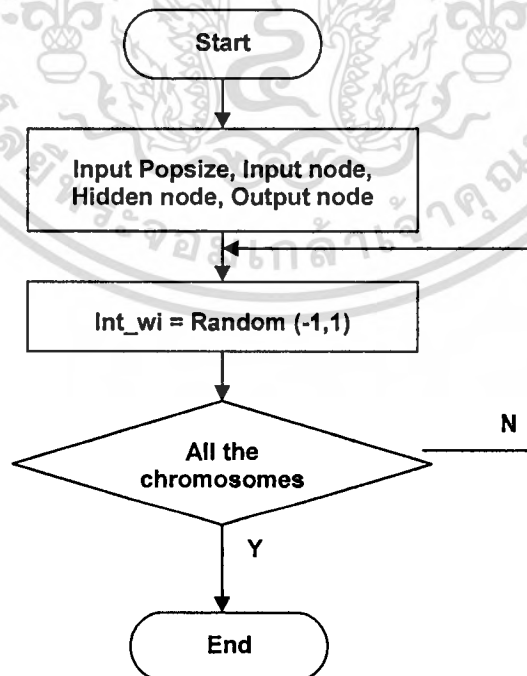 Start
Input Popsize, Input node,
Hidden node, Output node
Int_wi = Random (-1,1)
All the
chromosomes
N
Y
End